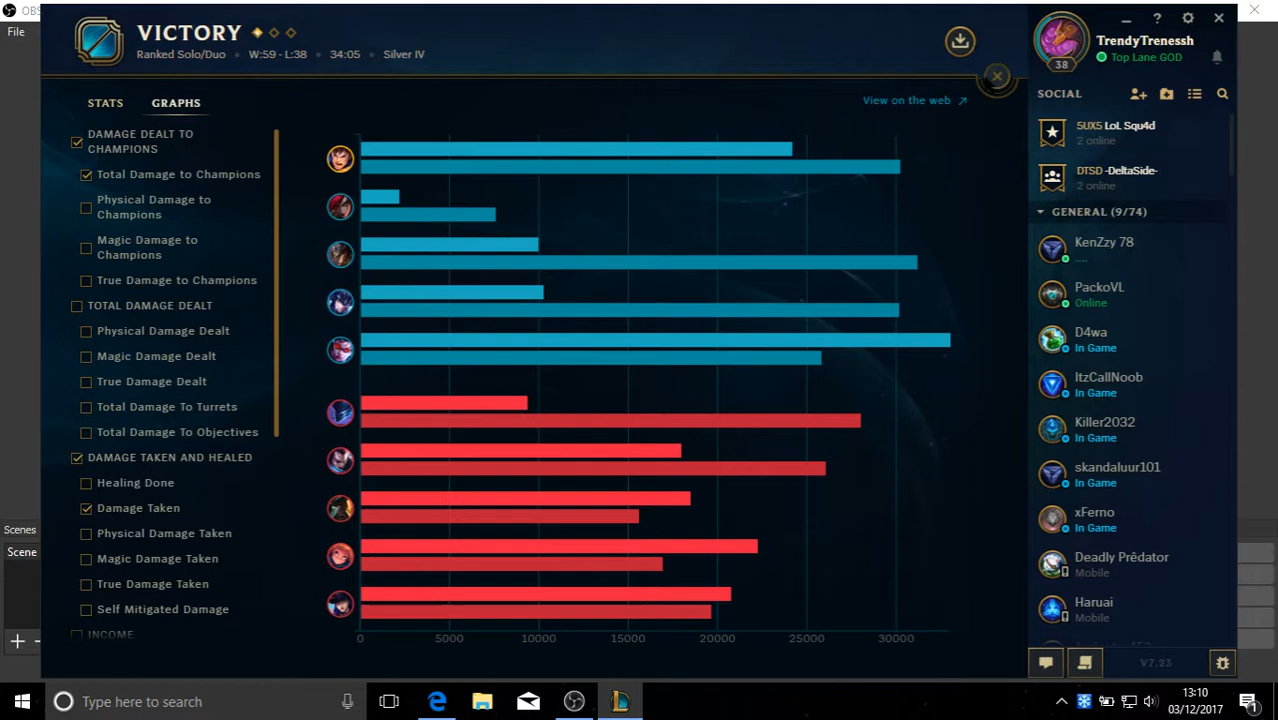 OBS
File
VICTORY
Ranked Solo/Duo W:59 - L:38 34:05 Silver IV
STATS GRAPHS
View on the web
DAMAGE DEALT TO
CHAMPIONS
Total Damage to Champions
Physical Damage to
Champions
Magic Damage to
Champions
True Damage to Champions
TOTAL DAMAGE DEALT
Physical Damage Dealt
Magic Damage Dealt
True Damage Dealt
Total Damage To Turrets
Total Damage To Objectives
DAMAGE TAKEN AND HEALED
Healing Done
Damage Taken
Physical Damage Taken
Magic Damage Taken
True Damage Taken
Self Mitigated Damage
INCOME
0 5000 10000 15000 20000 25000 30000
38
TrendyTrenessh
Top Lane GOD
SOCIAL
5UX5 LoL Squ4d
2 online
DTSD -DeltaSide-
2 online
GENERAL (9/74)
KenZzy 78
....
PackoVL
Online
D4wa
In Game
ItzCallNoob
In Game
Killer2032
In Game
skandaluur101
In Game
xFerno
In Game
Deadly Prêdator
Mobile
Haruai
Mobile
V7.23
Scenes
Scene
Type here to search
13:10
03/12/2017
1